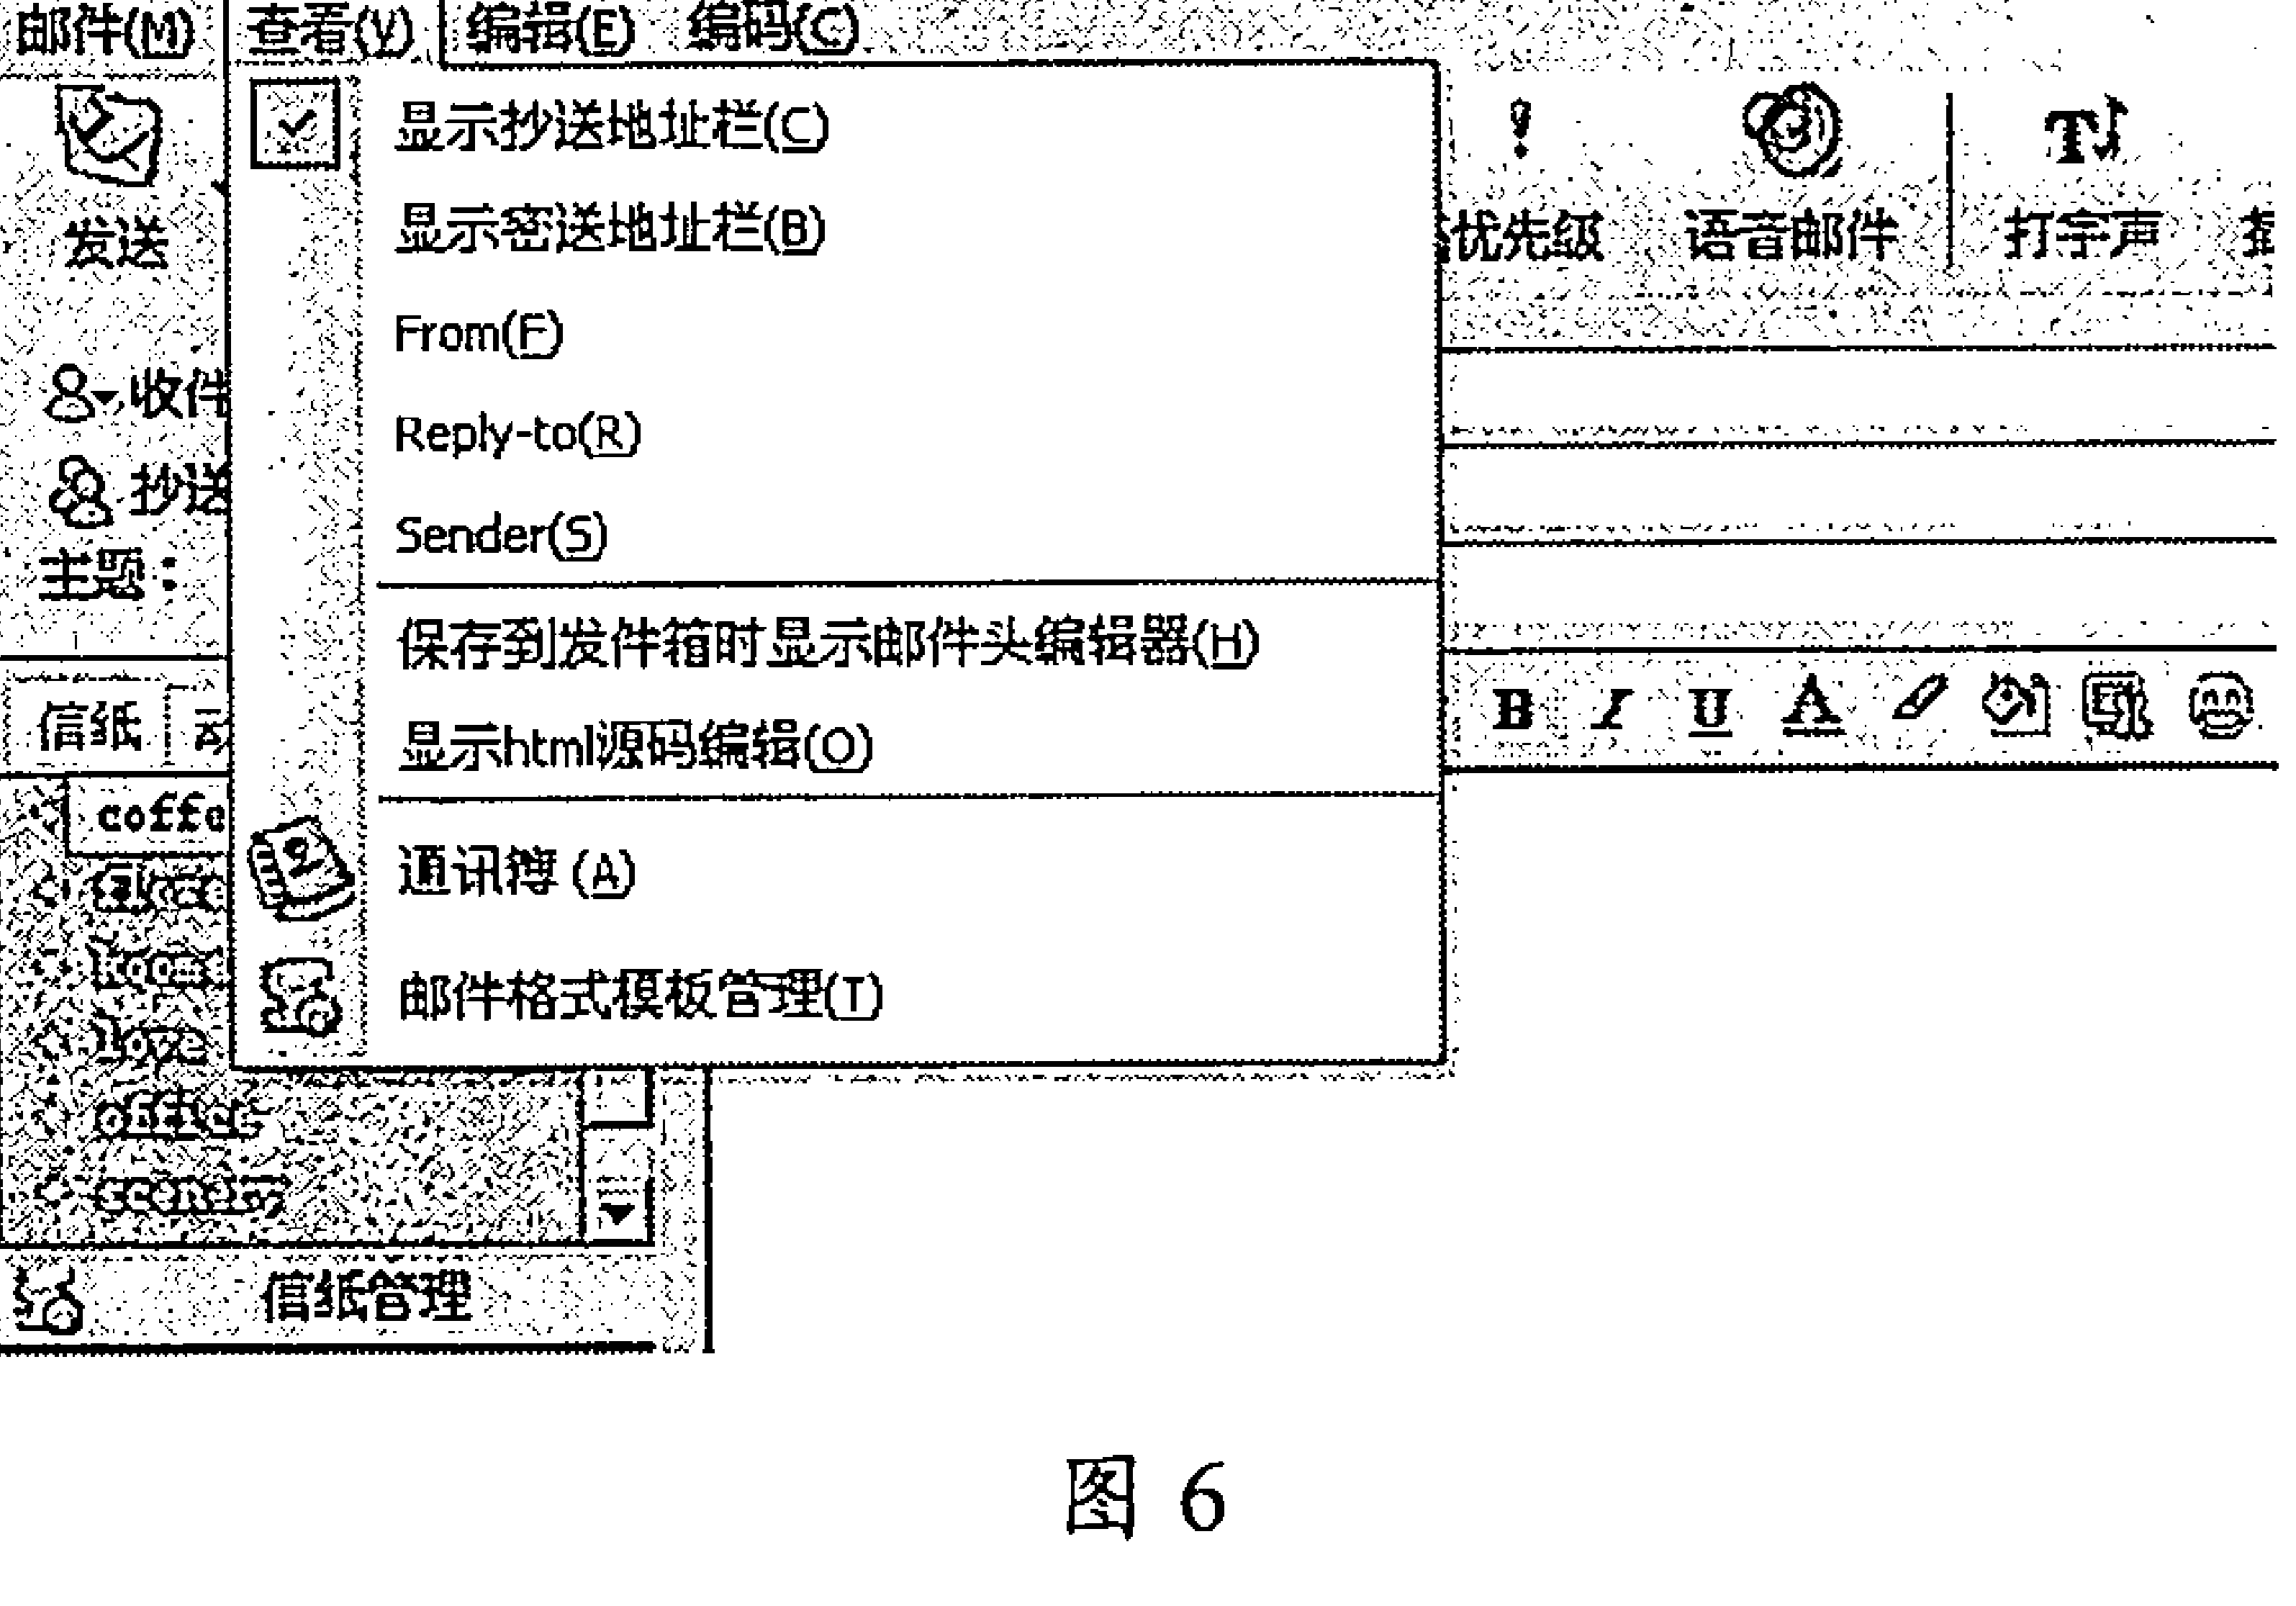 邮件(M) 查看(V) 编辑(E) 编码(C)
显示抄送地址栏(C)
显示密送地址栏(B)
From(F)
Reply-to(R)
Sender(S)
保存到发件箱时显示邮件头编辑器(H)
显示html源码编辑(O)
通讯簿 (A)
邮件格式模板管理(T)
发送
优先级 语音邮件 打字声
收件
抄送
主题：
信纸
B I U A
love
office
scenery
信纸管理
图 6